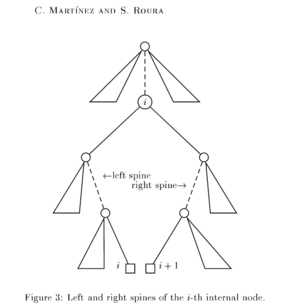 C. MARTÍNEZ AND S. ROURA
i
←left spine
right spine→
i i+1
Figure 3: Left and right spines of the i-th internal node.